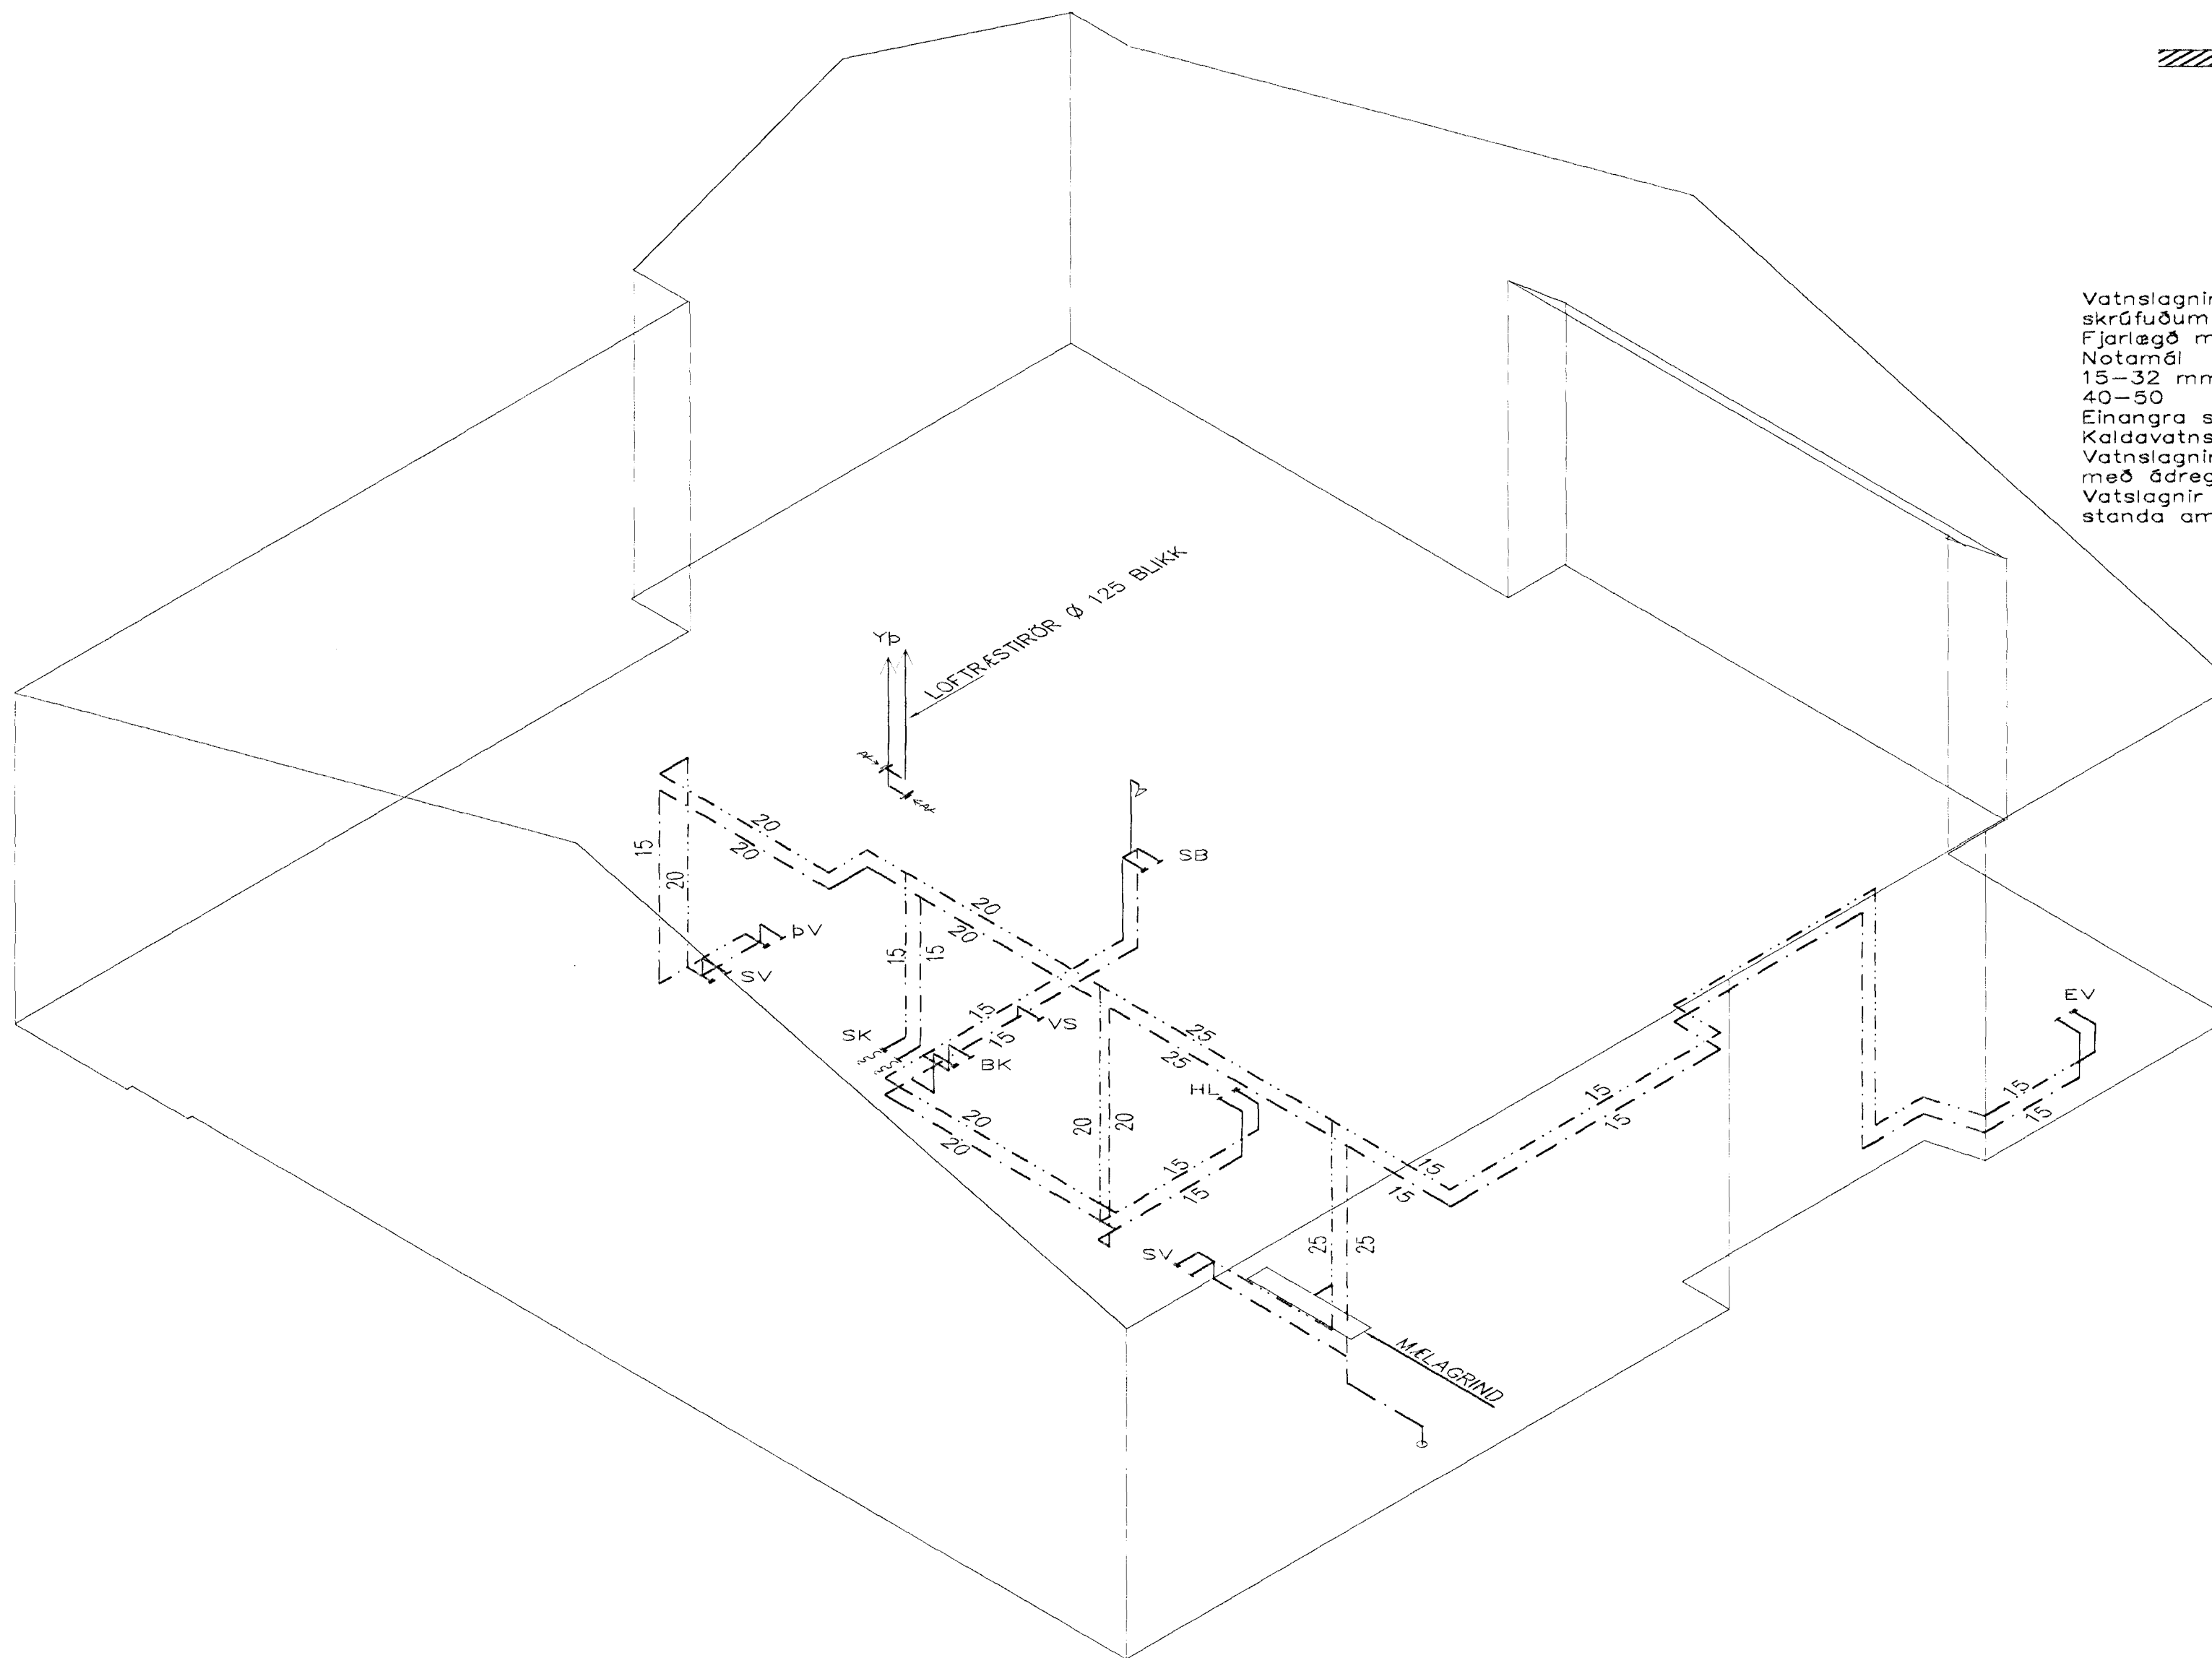 Vatnslagnir
skrúfuðum
Fjarlægð m
Notamál
15-32 mm
40-50
Einangra s
Kaldavatns
Vatnslagnir
með ádreg
Vatslagnir
standa am
LOFTRÆSTIRÖR Ø 125 BLIKK
Yþ
SB
20
20
15
20
þV
SV
20
20
15
15
SK
BK
15
15
VS
25
25
HL
20
20
20
20
15
15
15
15
15
15
EV
15
15
SV
25
25
MÆLAGRIND